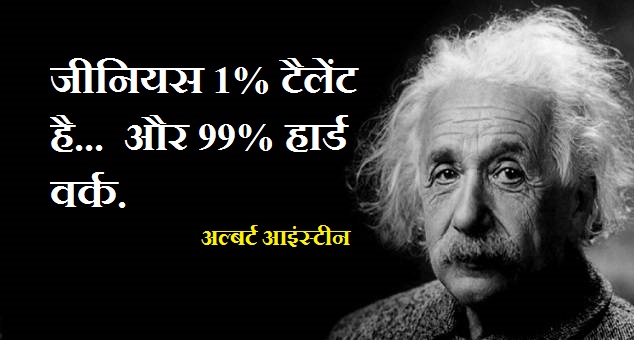 जीनियस 1% टैलेंट
है... और 99% हार्ड
वर्क.
अल्बर्ट आइंस्टीन